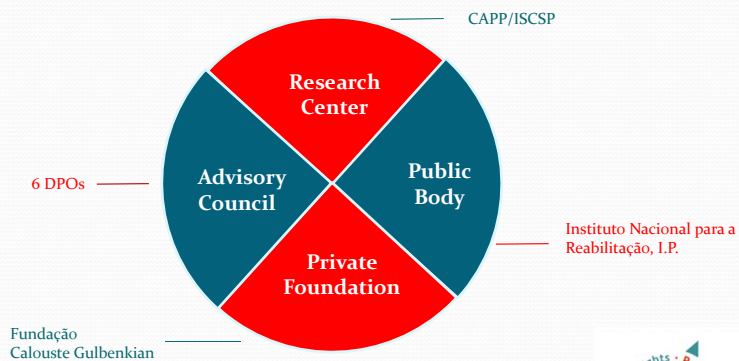 CAPP/ISCSP
Research
Center
Advisory
Council
Public
Body
6 DPOs
Instituto Nacional para a
Reabilitação, I.P.
Private
Foundation
Fundação
Calouste Gulbenkian